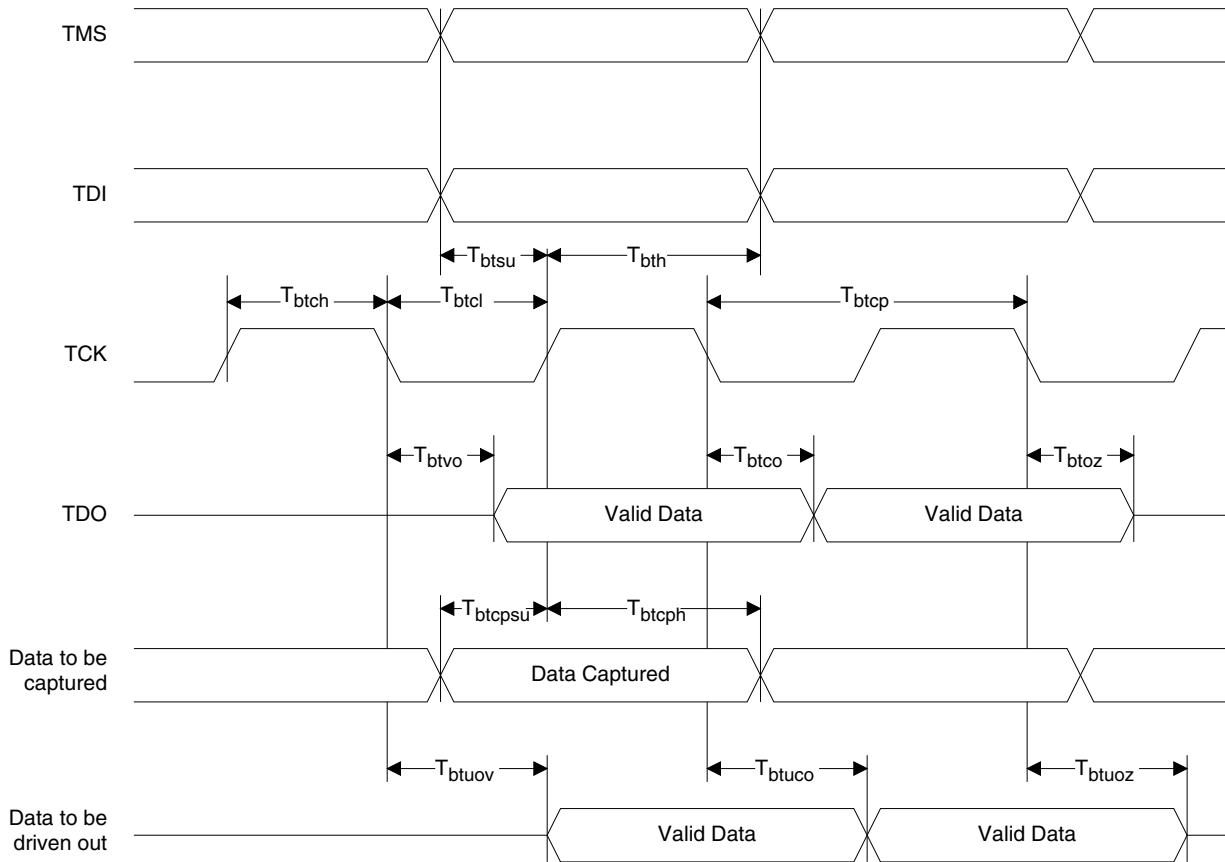 TMS
TDI
Tbtsu Tbth
Tbtch Tbtcl Tbtcp
TCK
Tbtvo Tbtco Tbtoz
TDO Valid Data Valid Data
Tbtcpsu Tbtcph
Data to be
captured
Data Captured
Tbtuov Tbtuco Tbtuoz
Data to be
driven out
Valid Data Valid Data